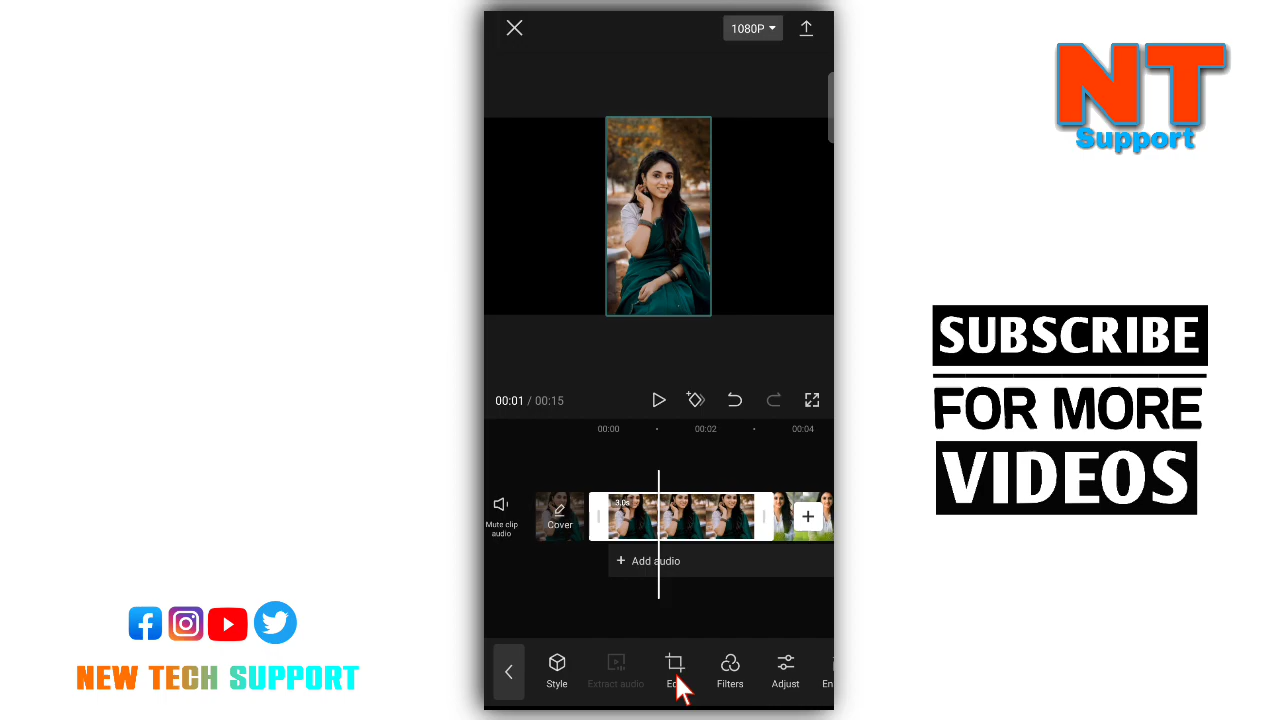 1080P
NT
Support
SUBSCRIBE
FOR MORE
VIDEOS
00:01 / 00:15
00:00
00:02
00:04
3.0s
Mute clip
audio
Cover
+
+ Add audio
Style
Extract audio
Filters
Adjust
NEW TECH SUPPORT